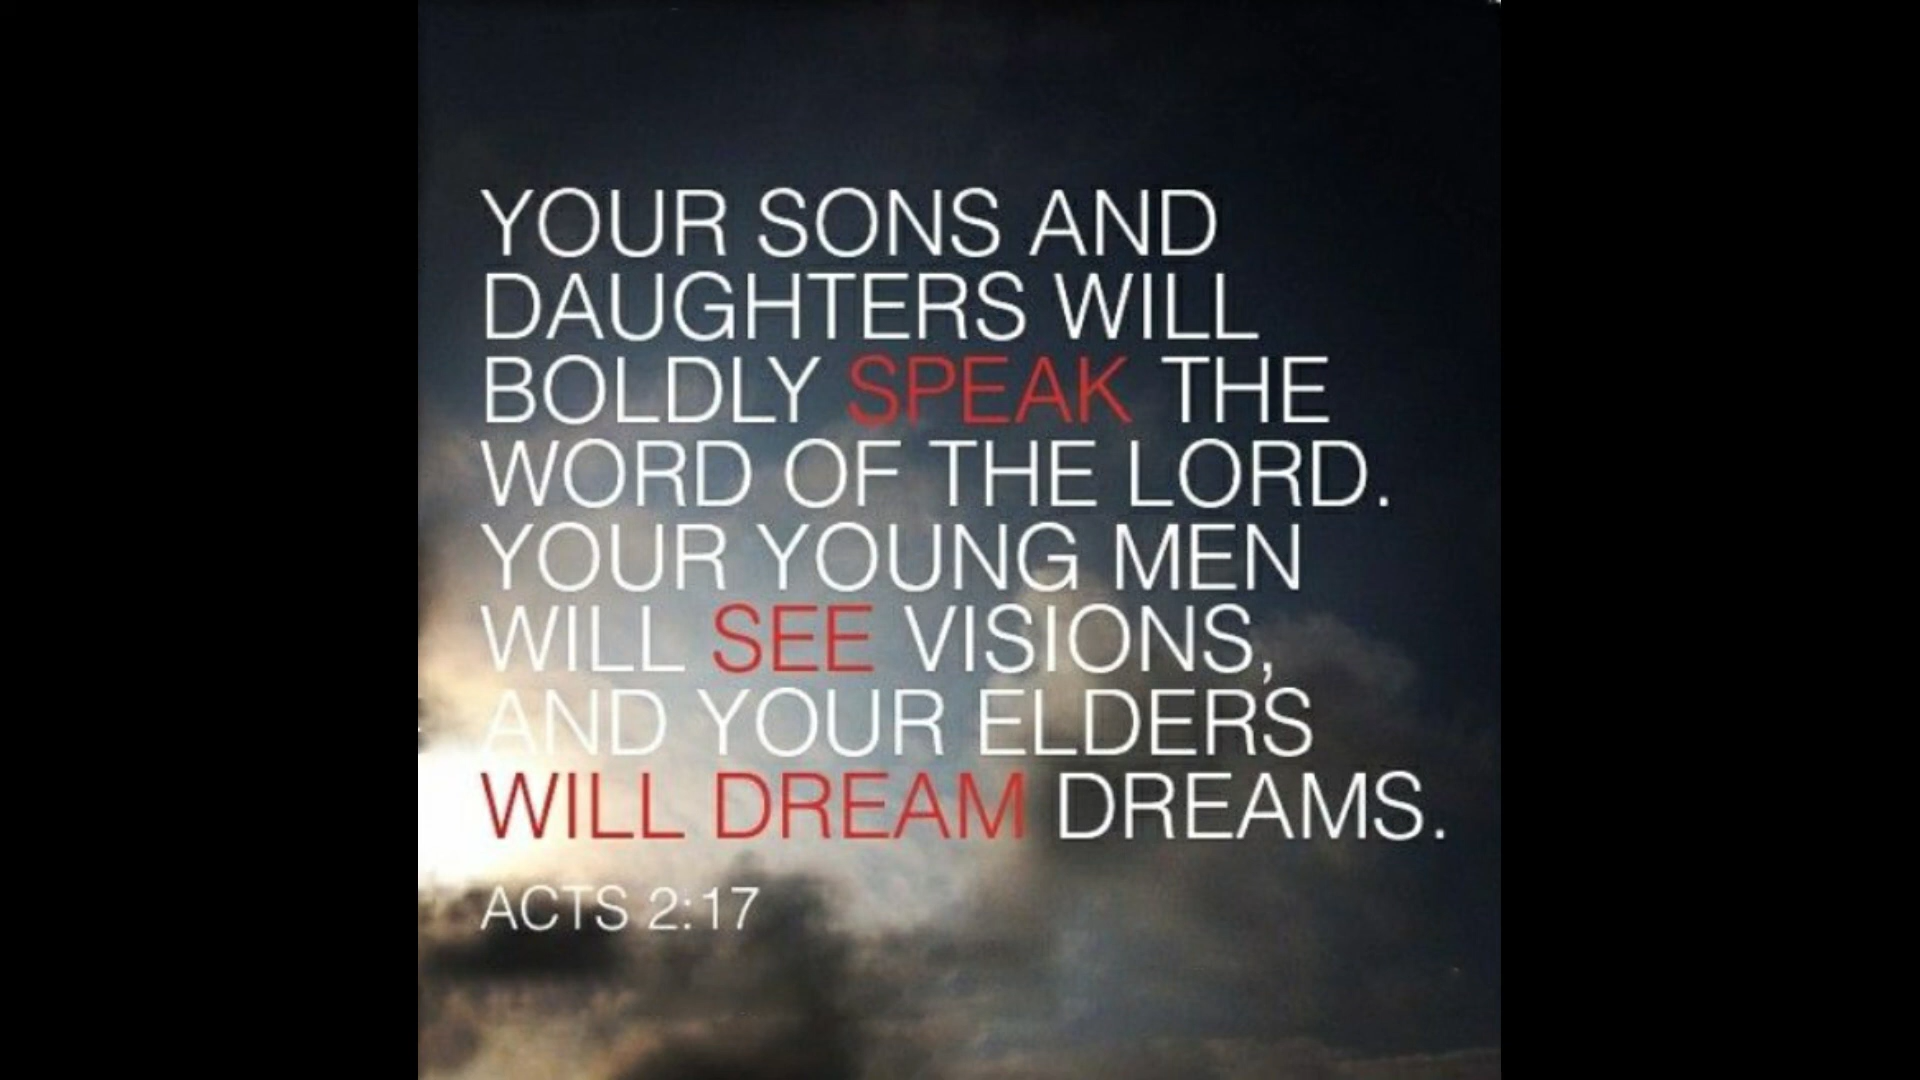 YOUR SONS AND
DAUGHTERS WILL
BOLDLY SPEAK THE
WORD OF THE LORD.
YOUR YOUNG MEN
WILL SEE VISIONS,
AND YOUR ELDERS
WILL DREAM DREAMS.
ACTS 2:17